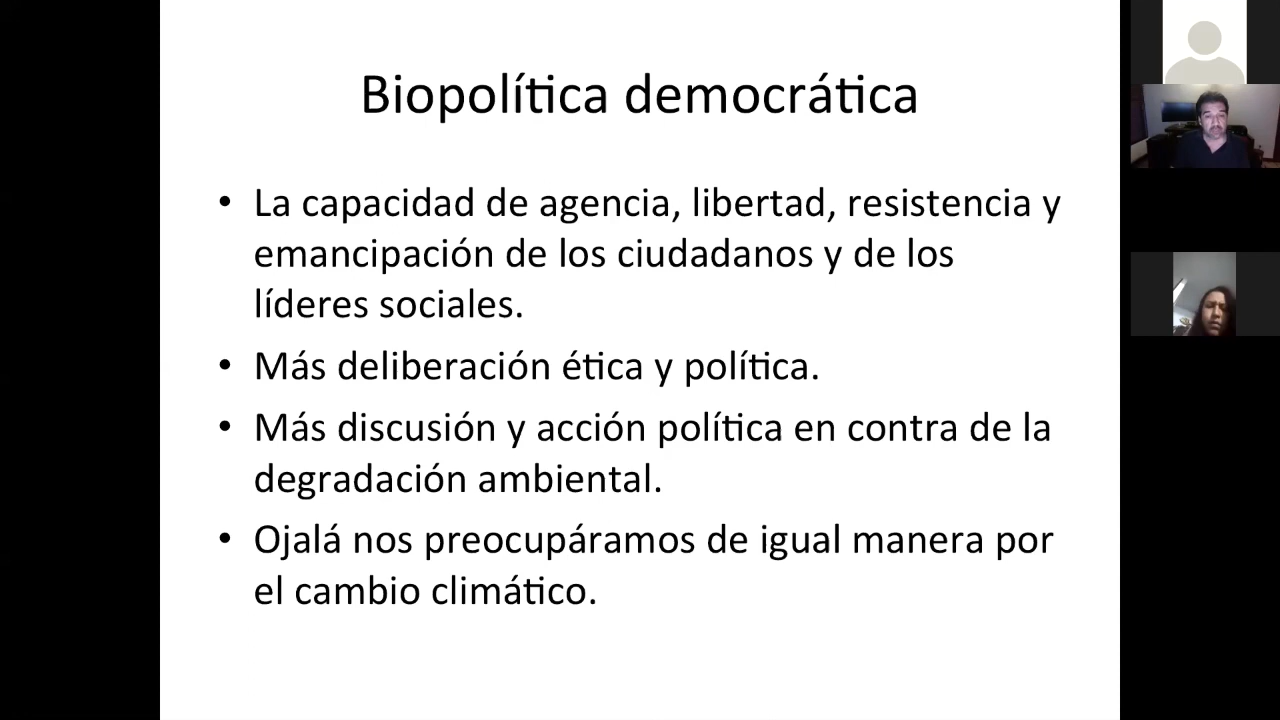 Biopolítica democrática
• La capacidad de agencia, libertad, resistencia y
emancipación de los ciudadanos y de los
líderes sociales.
• Más deliberación ética y política.
• Más discusión y acción política en contra de la
degradación ambiental.
• Ojalá nos preocupáramos de igual manera por
el cambio climático.